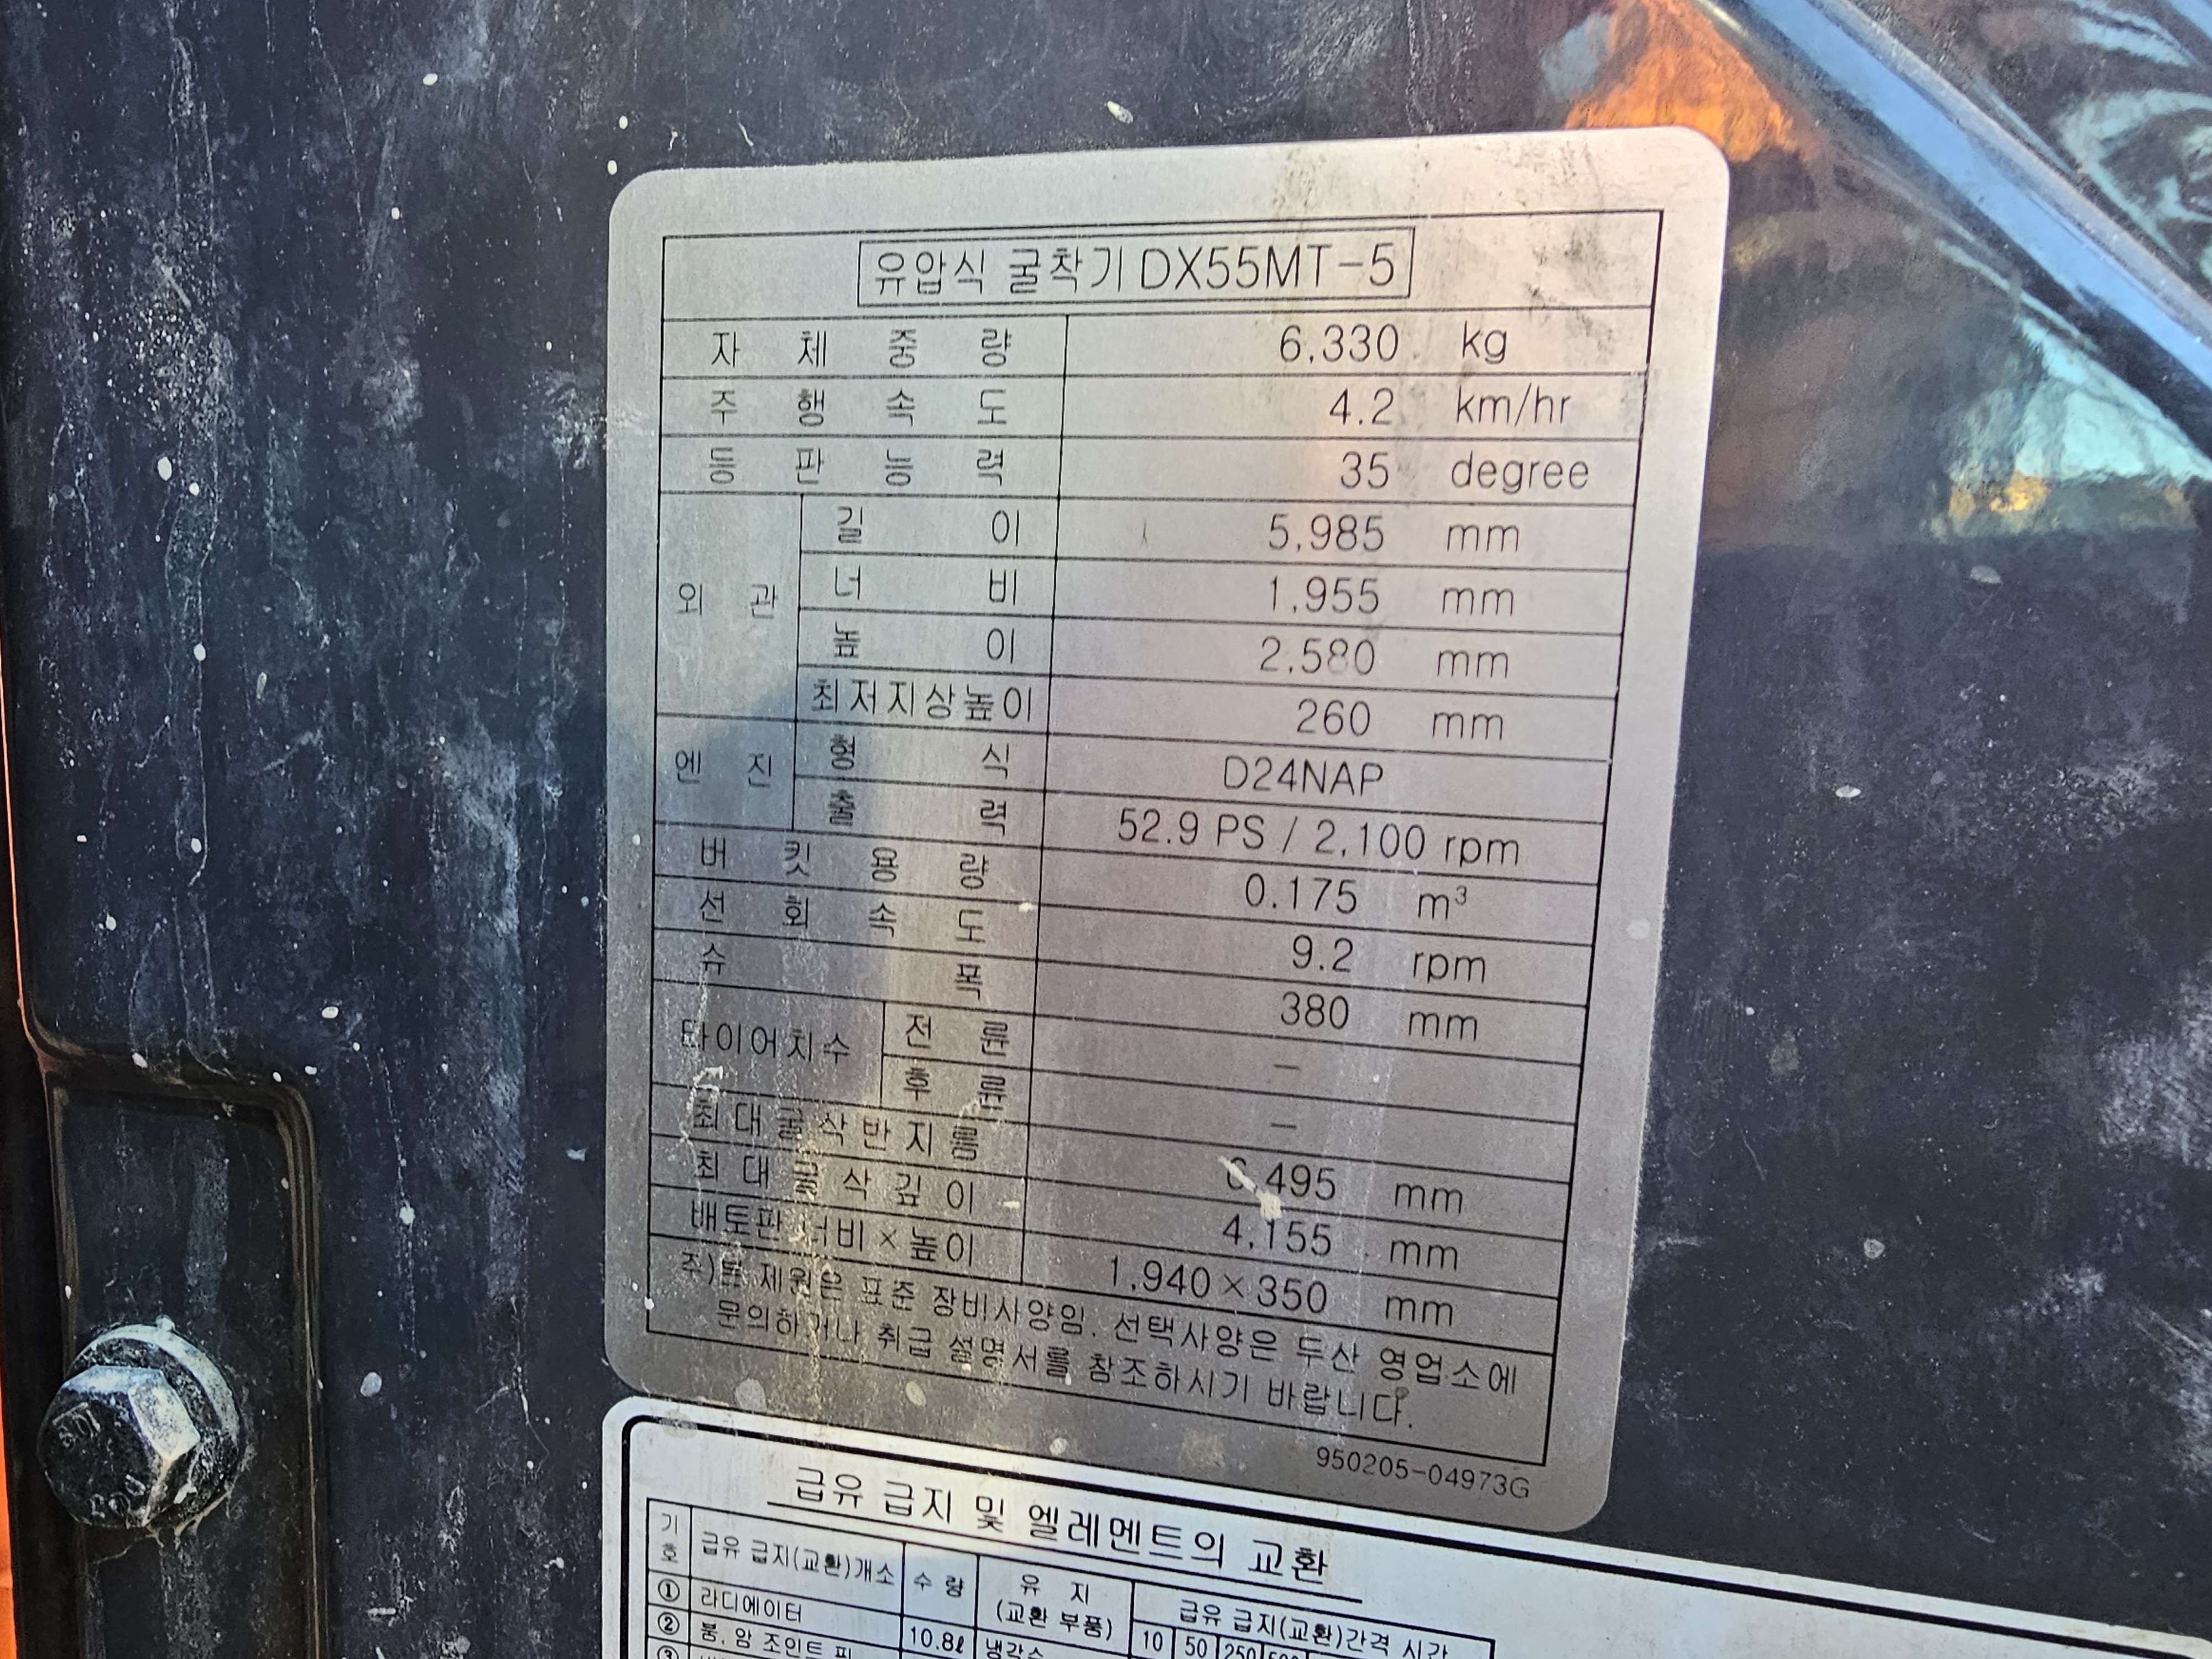 유압식 굴착기 DX55MT-5
자체중량 6,330 kg
주행속도 4.2 km/hr
등판능력 35 degree
외관 길이 5,985 mm
너비 1,955 mm
높이 2,580 mm
최저지상높이 260 mm
엔진 형식 D24NAP
출력 52.9 PS / 2,100 rpm
버킷용량 0.175 m³
선회속도 9.2 rpm
슈폭 380 mm
타이어치수 전륜 –
후륜 –
최대굴삭반지름 6,495 mm
최대굴삭깊이 4,155 mm
배토판너비×높이 1,940×350 mm
주)본 제원은 표준 장비사양임. 선택사양은 두산 영업소에
문의하거나 취급 설명서를 참조하시기 바랍니다.
950205-04973G
급유 급지 및 엘레멘트의 교환
기호 급유 급지(교환)개소 수량 유지 (교환 부품) 급유 급지(교환)간격 시간
10 50 250
① 라디에이터 10.8ℓ 냉각수
② 붐, 암 조인트 핀
③